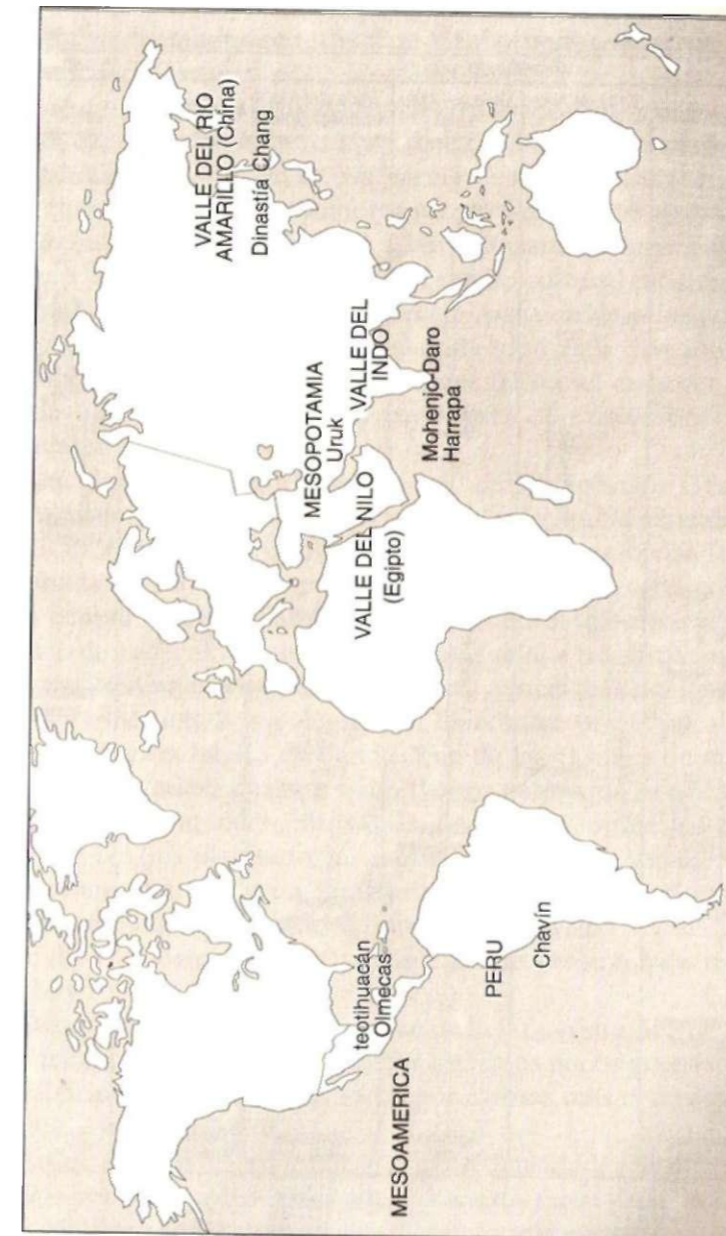 MESOAMERICA
teotihuacán
Olmecas
PERU
Chavín
VALLE DEL NILO
(Egipto)
MESOPOTAMIA
Uruk
VALLE DEL
INDO
Mohenjo-Daro
Harrapa
VALLE DEL RIO
AMARILLO (China)
Dinastía Chang